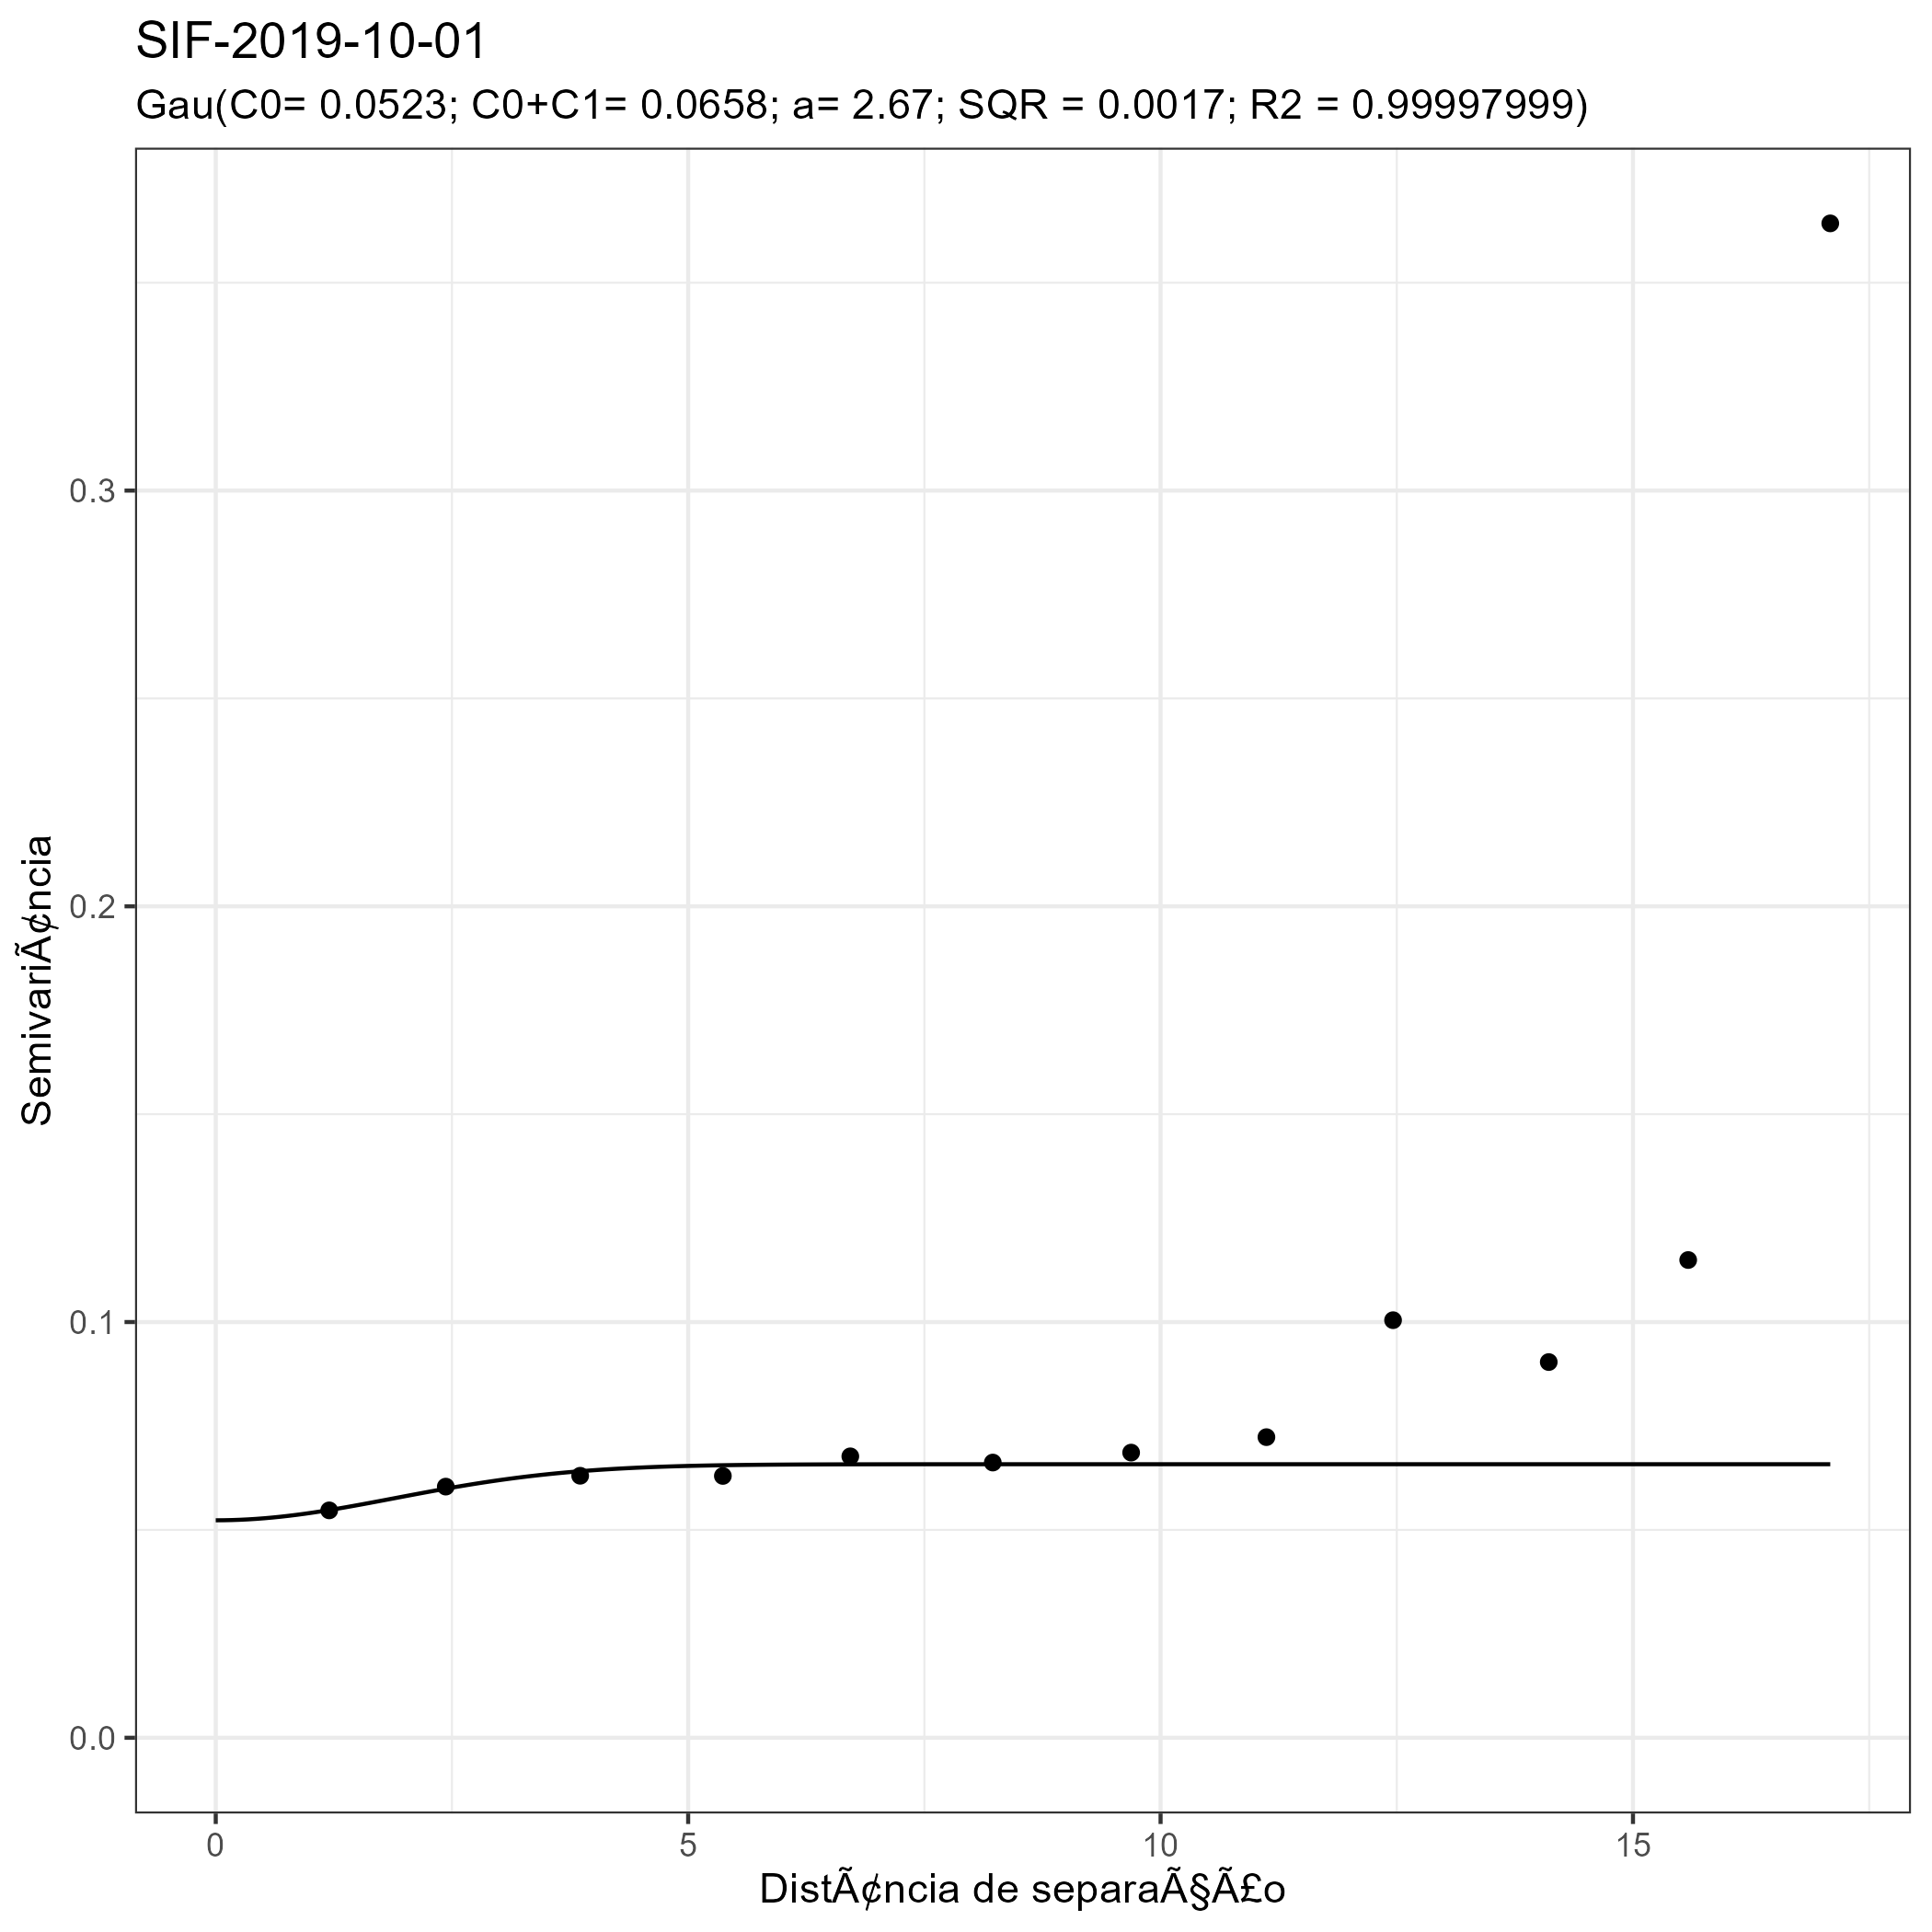 SIF-2019-10-01
Gau(C0= 0.0523; C0+C1= 0.0658; a= 2.67; SQR = 0.0017; R2 = 0.99997999)
SemivariÃ¢ncia
0.3
0.2
0.1
0.0
0 5 10 15
DistÃ¢ncia de separaÃ§Ã£o